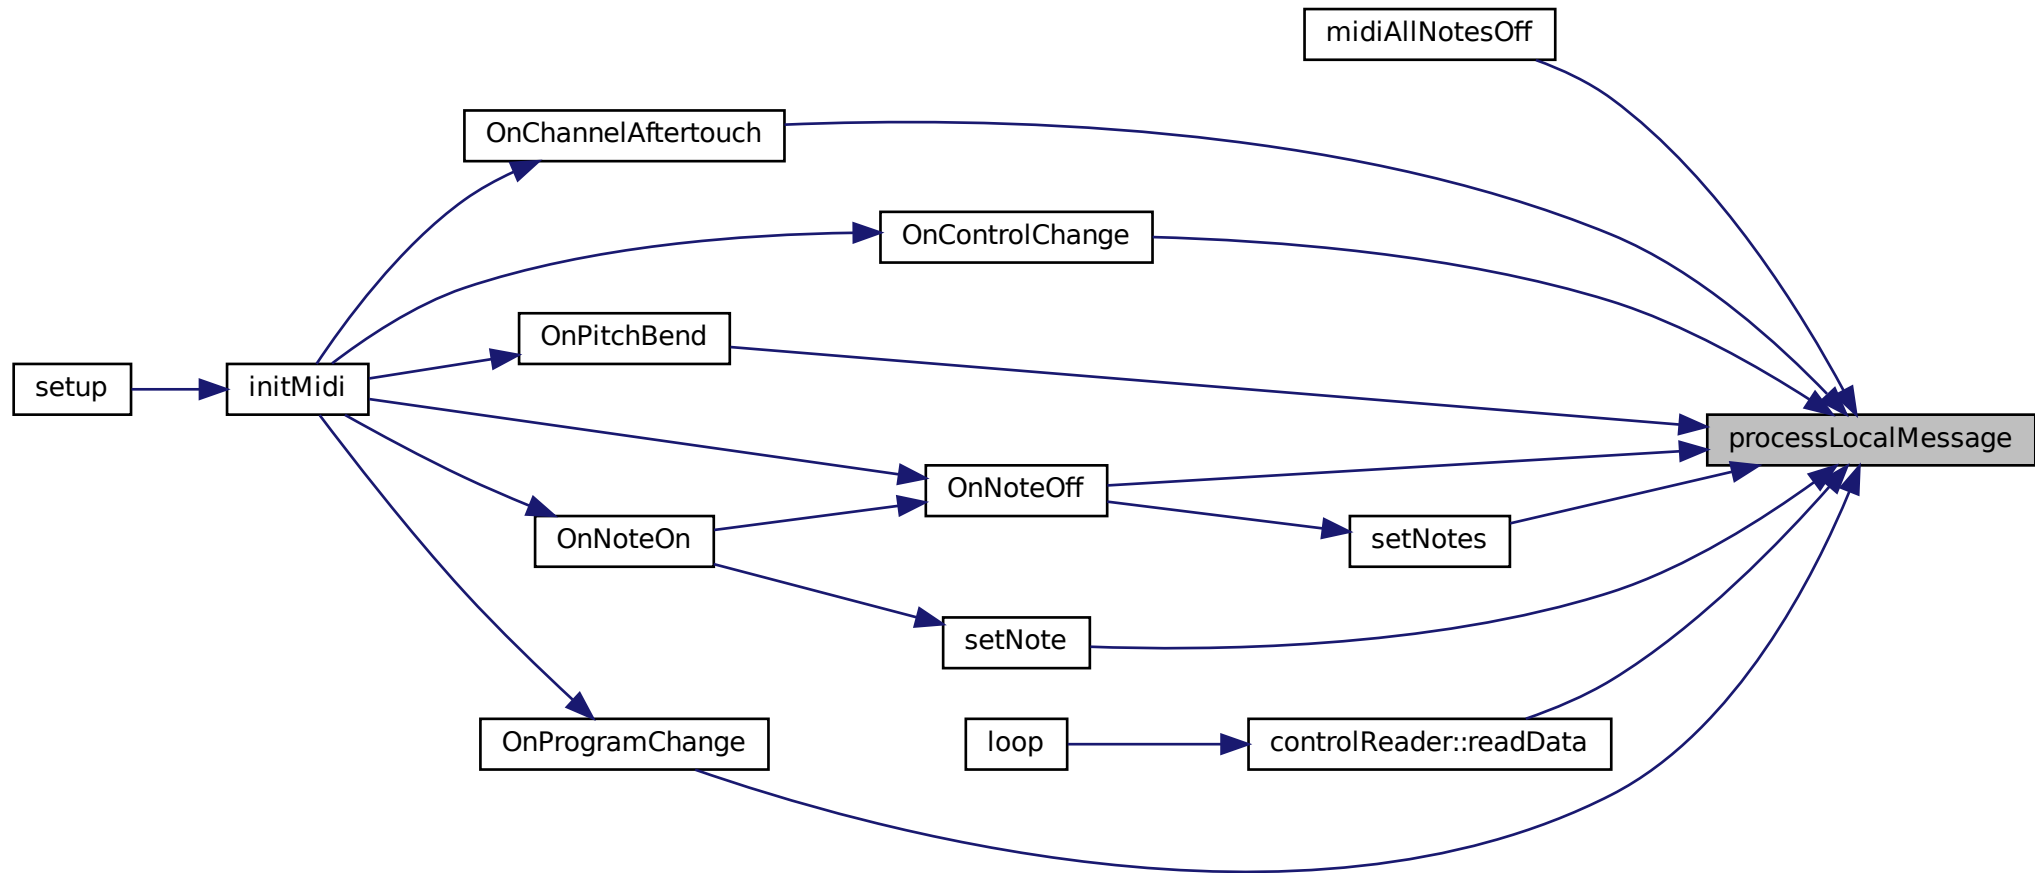 midiAllNotesOff
OnChannelAftertouch
OnControlChange
OnPitchBend
setup
initMidi
processLocalMessage
OnNoteOff
OnNoteOn
setNotes
setNote
OnProgramChange
loop
controlReader::readData